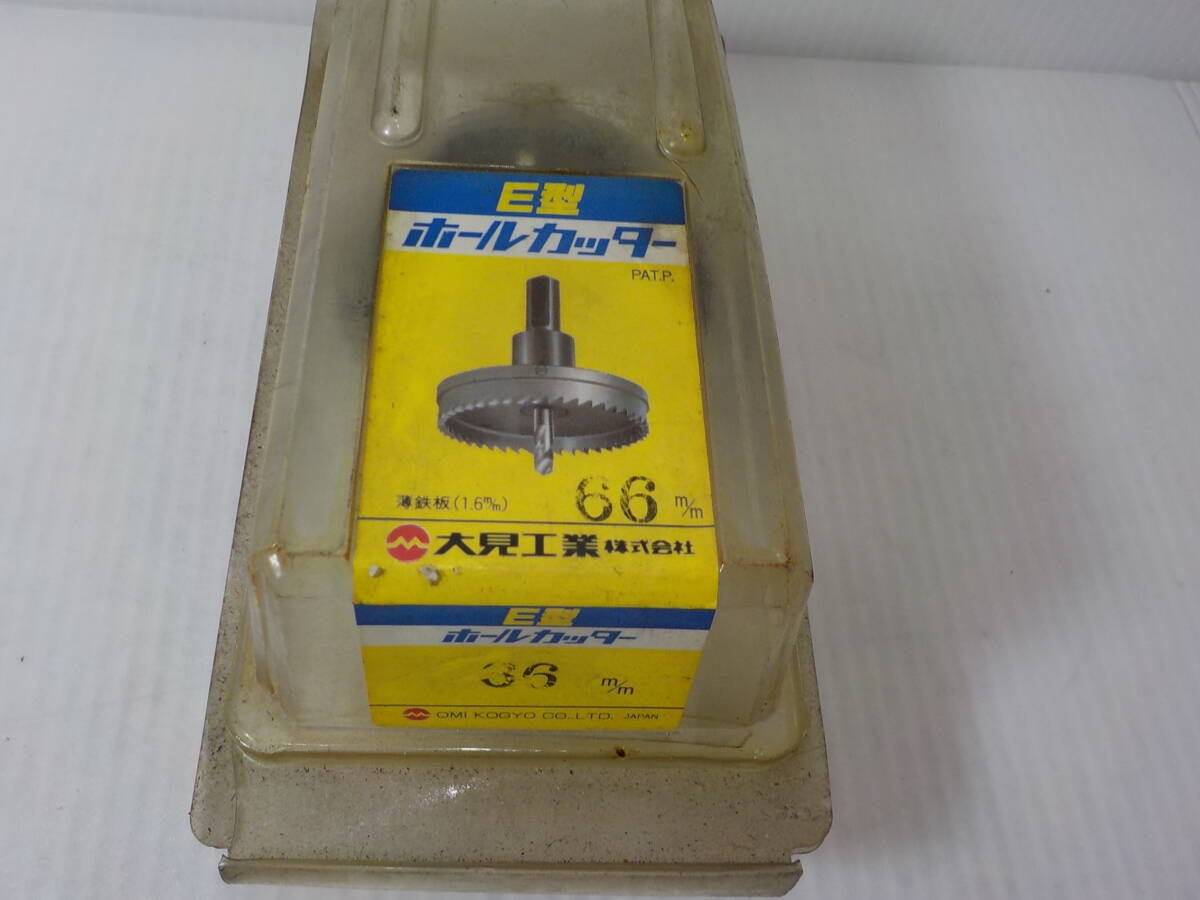 E型
ホールカッター
PAT.P.
薄鉄板(1.6m/m)
66 m/m
大見工業株式会社
E型
ホールカッター
36 m/m
OMI KOGYO CO.,LTD. JAPAN